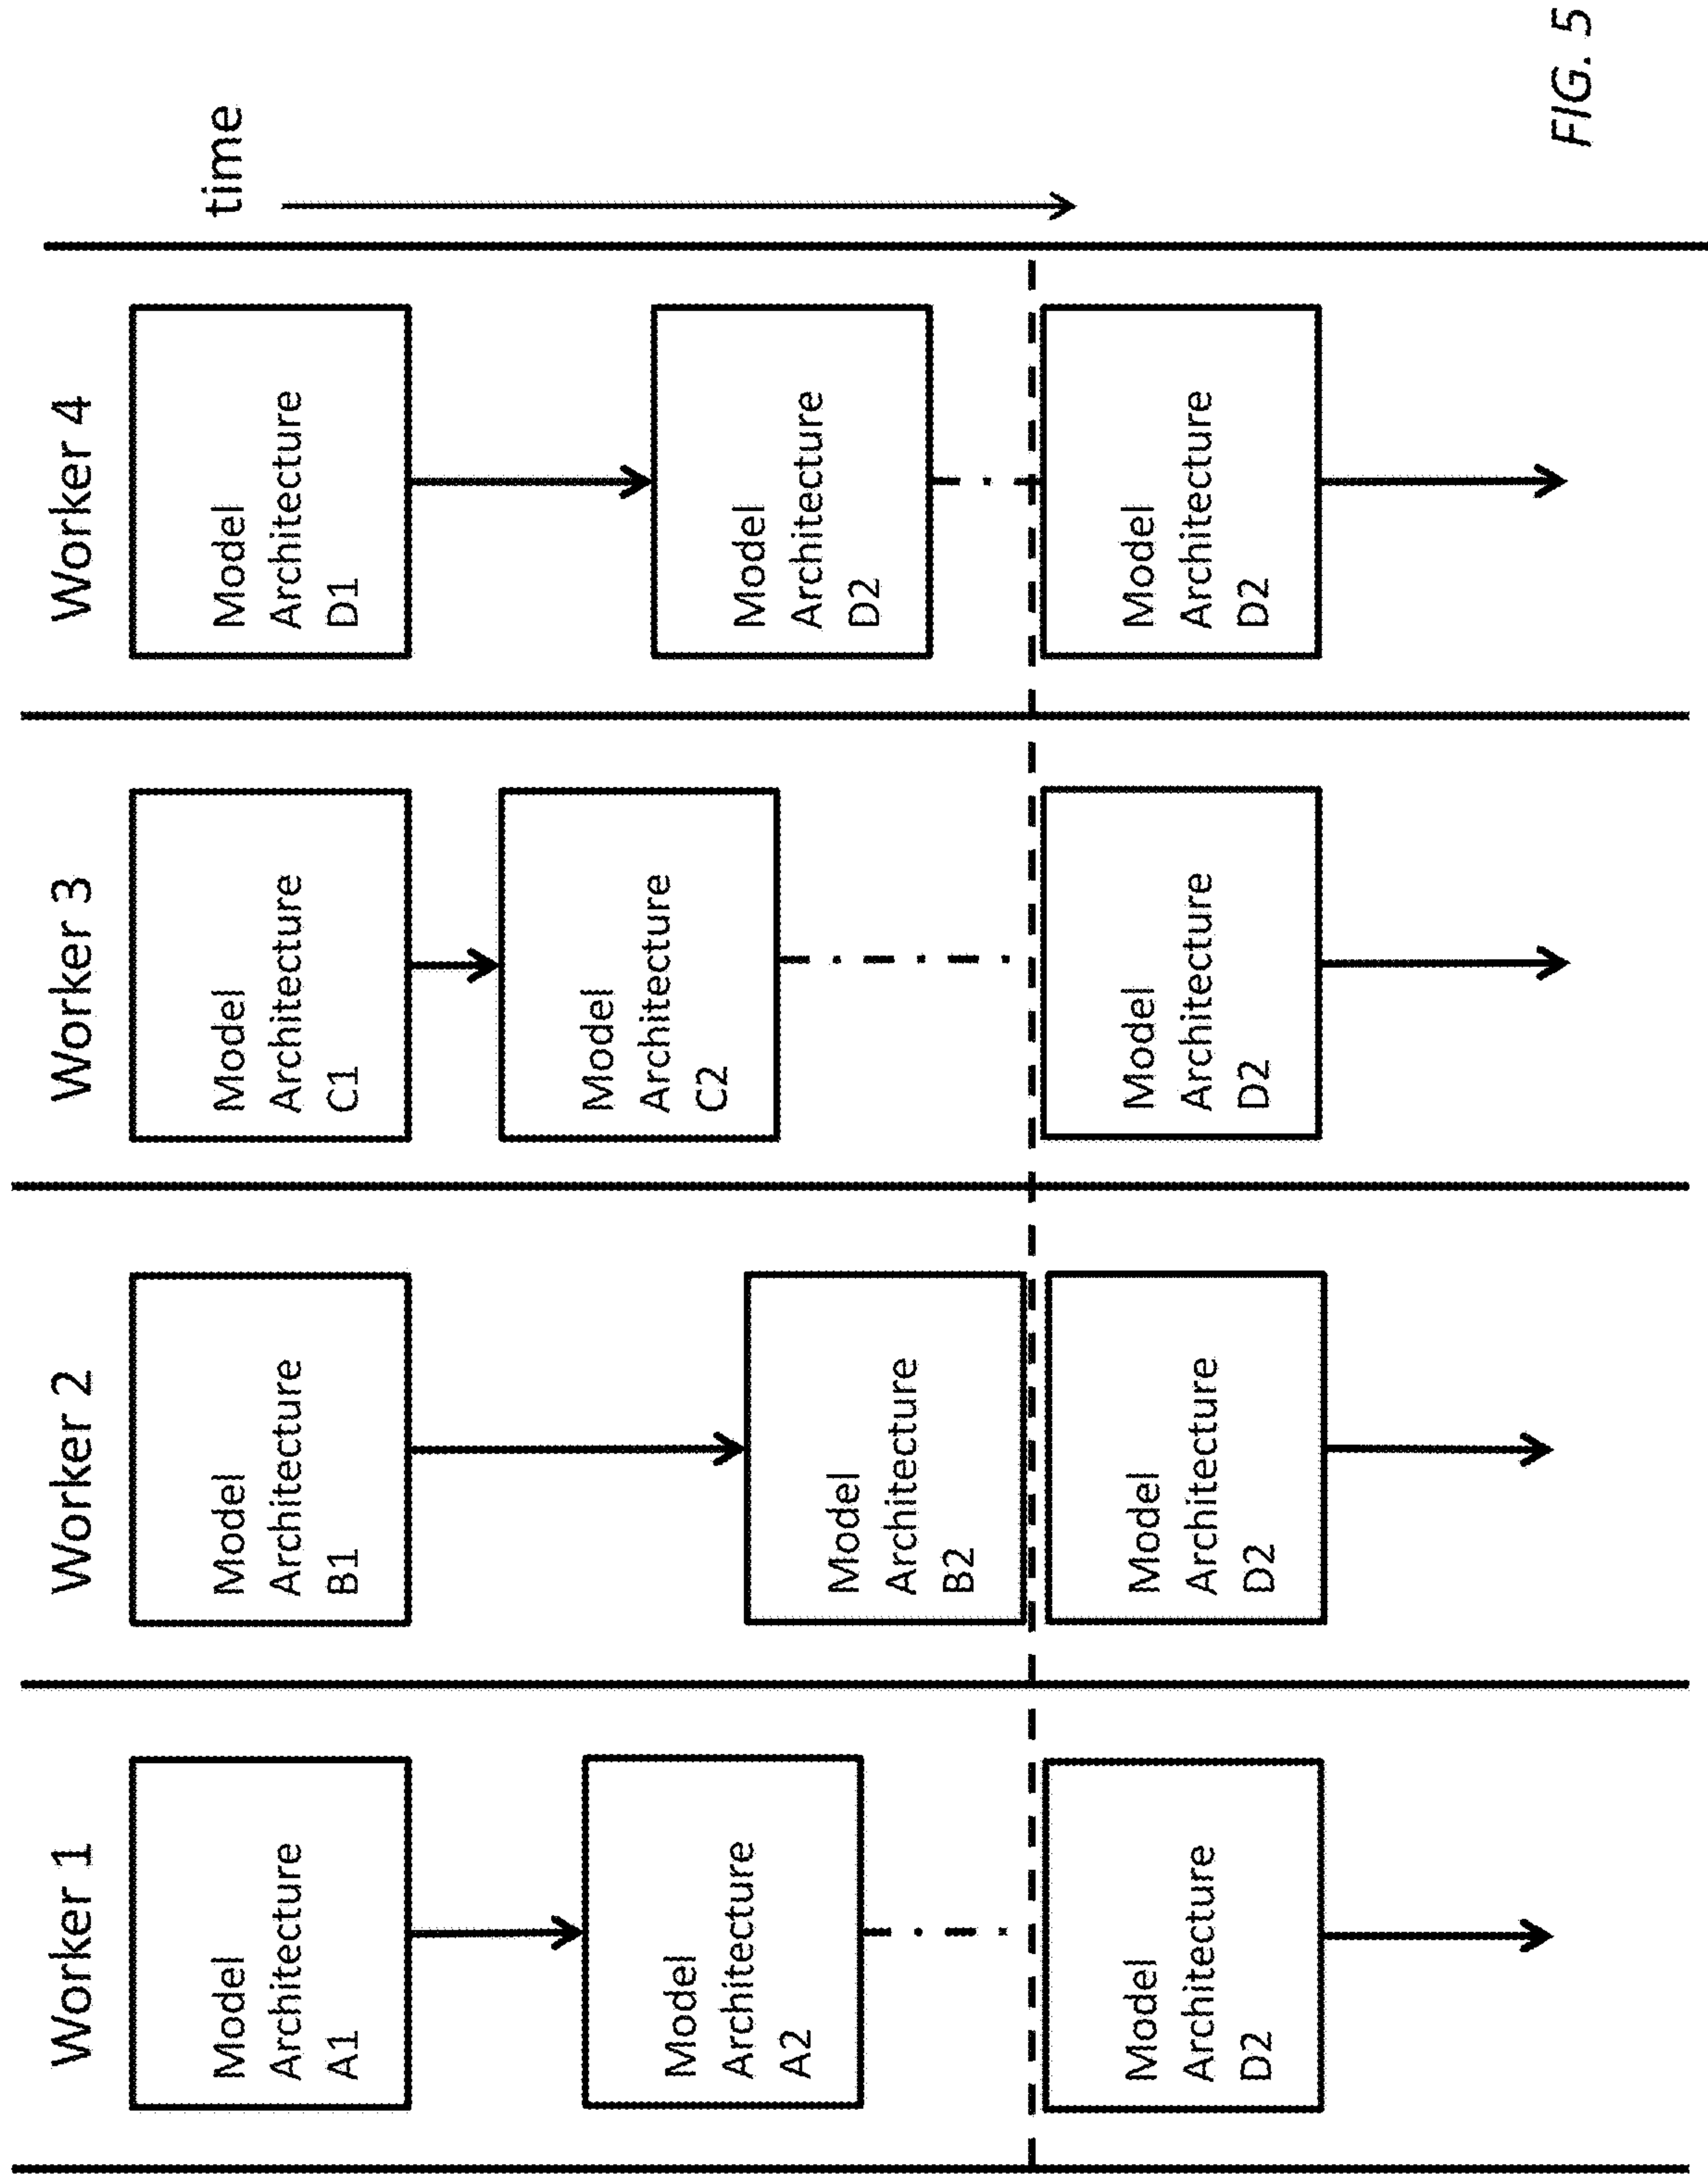 Worker 1
Worker 2
Worker 3
Worker 4
time
Model
Architecture
A1
Model
Architecture
B1
Model
Architecture
C1
Model
Architecture
D1
Model
Architecture
A2
Model
Architecture
B2
Model
Architecture
C2
Model
Architecture
D2
Model
Architecture
D2
Model
Architecture
D2
Model
Architecture
D2
Model
Architecture
D2
FIG. 5